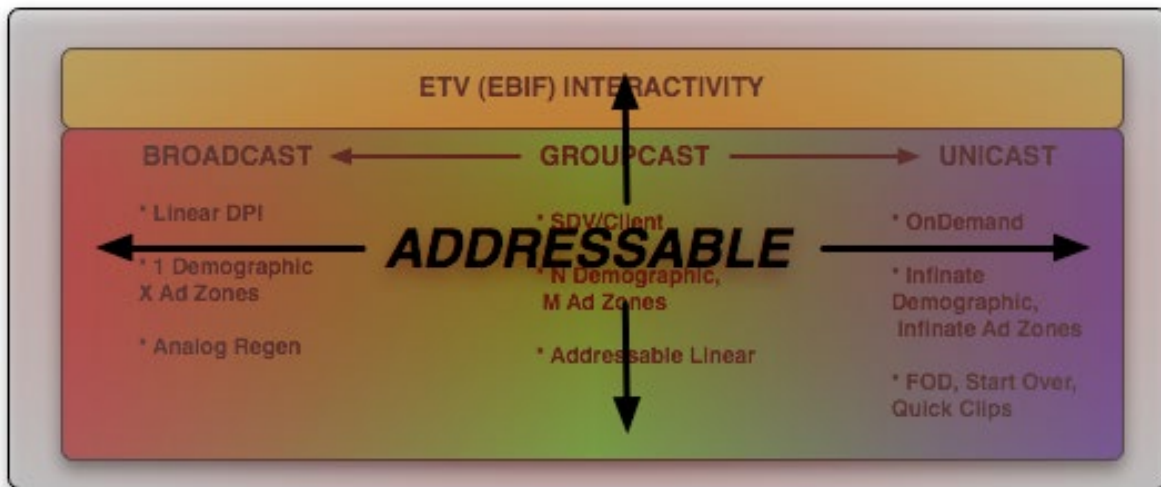 ETV (EBIF) INTERACTIVITY
BROADCAST
GROUPCAST
UNICAST
* Linear DPI
* 1 Demographic
X Ad Zones
* Analog Regen
* SDV/Client
ADDRESSABLE
* N Demographic,
M Ad Zones
* Addressable Linear
* OnDemand
* Infinate
Demographic,
Infinate Ad Zones
* FOD, Start Over,
Quick Clips